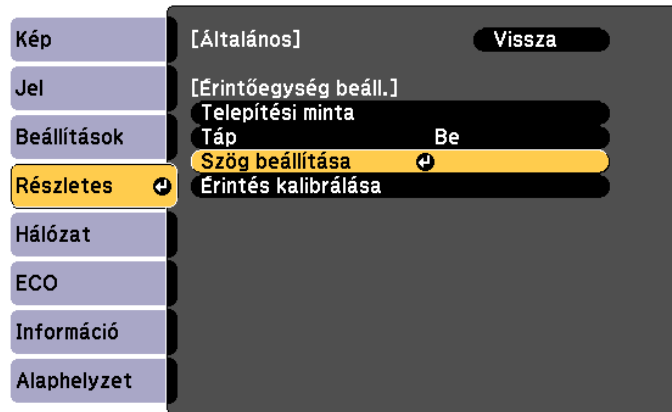 Kép
Jel
Beállítások
Részletes
Hálózat
ECO
Információ
Alaphelyzet
[Általános] Vissza
[Érintőegység beáll.]
Telepítési minta
Táp Be
Szög beállítása
Érintés kalibrálása